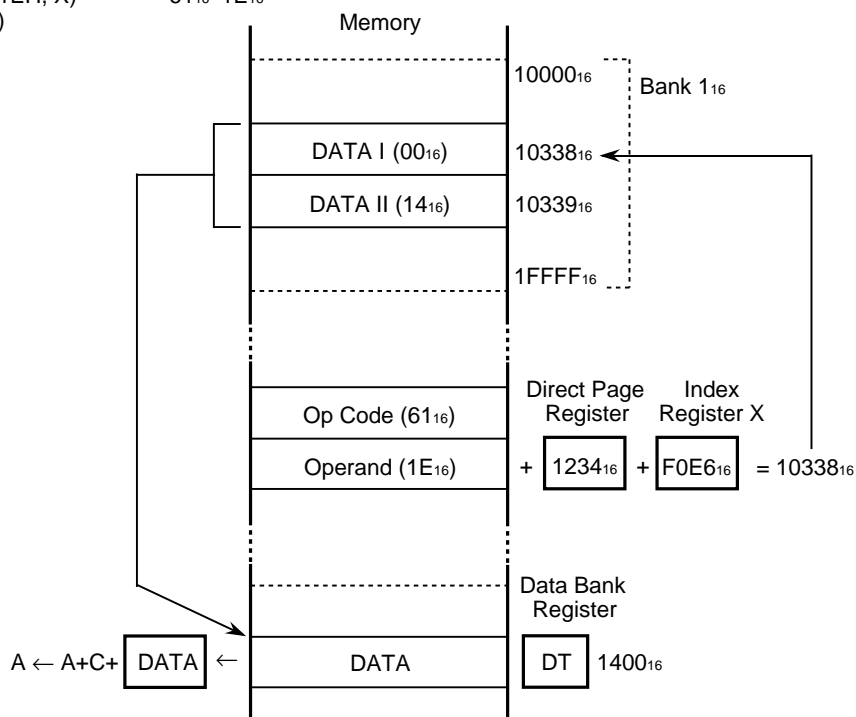 Memory
10000₁₆
Bank 1₁₆
DATA I (00₁₆)
10338₁₆
DATA II (14₁₆)
10339₁₆
1FFFF₁₆
Direct Page
Register
Index
Register X
Op Code (61₁₆)
Operand (1E₁₆)
+ 1234₁₆ + F0E6₁₆ = 10338₁₆
Data Bank
Register
A ← A+C+ DATA ← DATA DT 1400₁₆